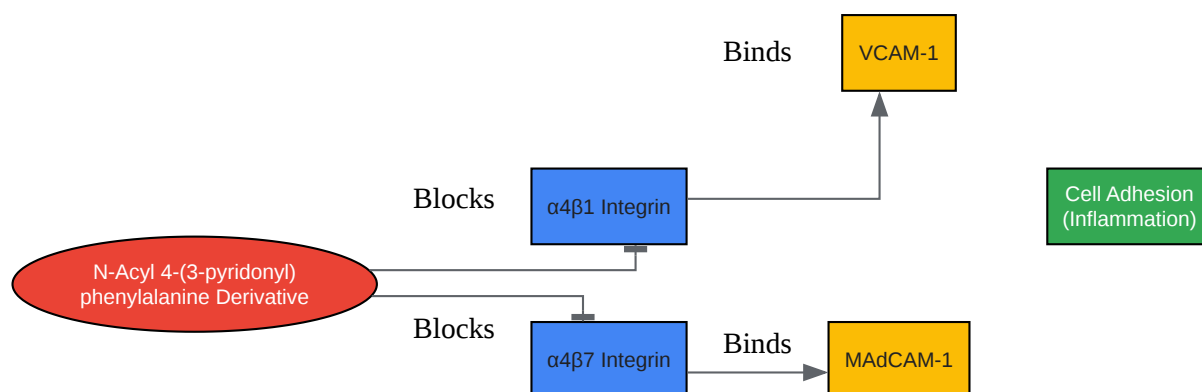 Binds
VCAM-1
Blocks
α4β1 Integrin
Cell Adhesion
(Inflammation)
N-Acyl 4-(3-pyridonyl)
phenylalanine Derivative
Blocks
α4β7 Integrin
Binds
MAdCAM-1